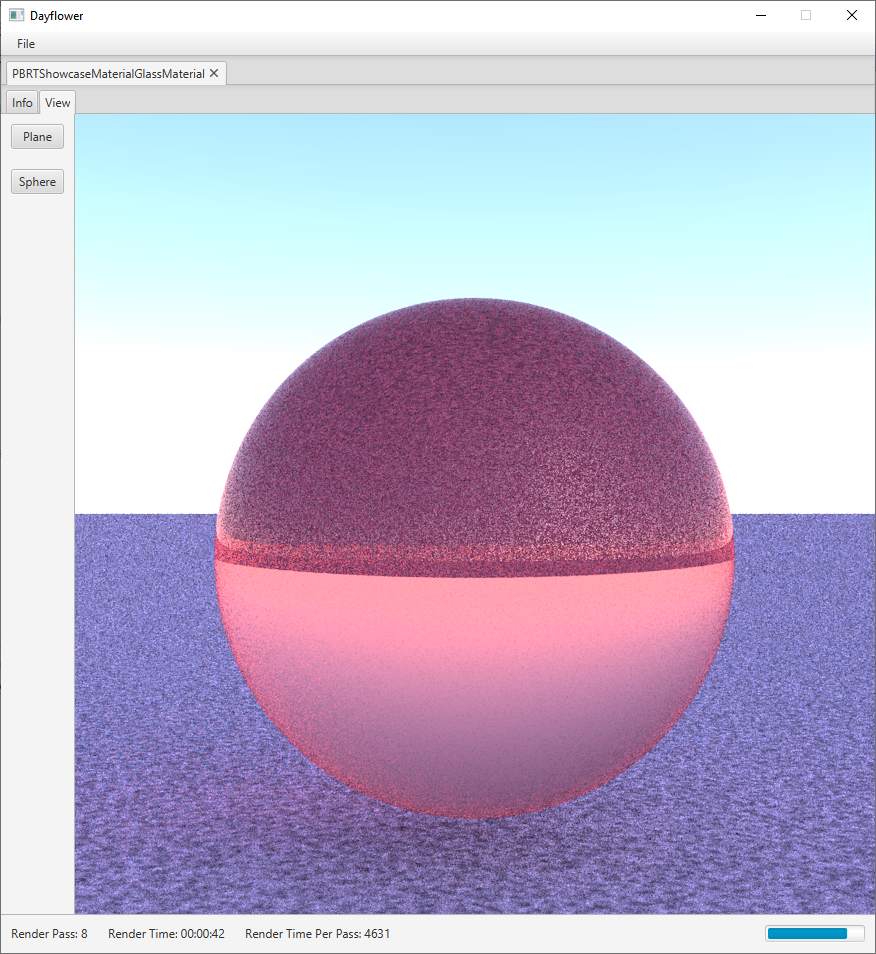 Dayflower
File
PBRTShowcaseMaterialGlassMaterial
Info View
Plane
Sphere
Render Pass: 8 Render Time: 00:00:42 Render Time Per Pass: 4631